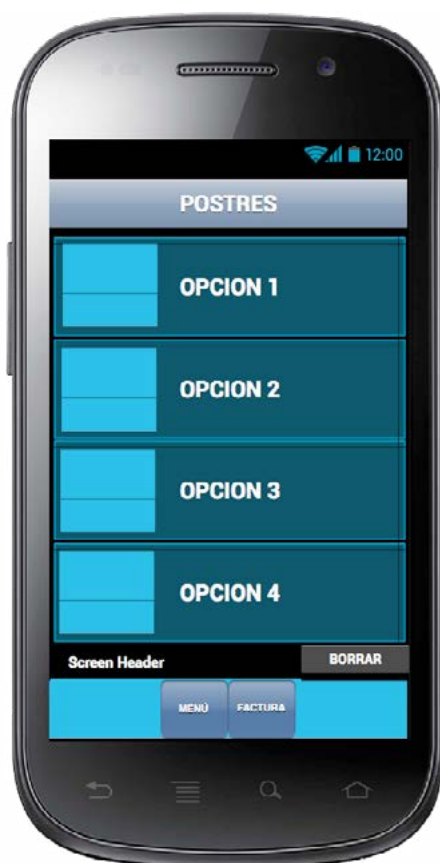 12:00
POSTRES
OPCION 1
OPCION 2
OPCION 3
OPCION 4
Screen Header BORRAR
MENÚ FACTURA